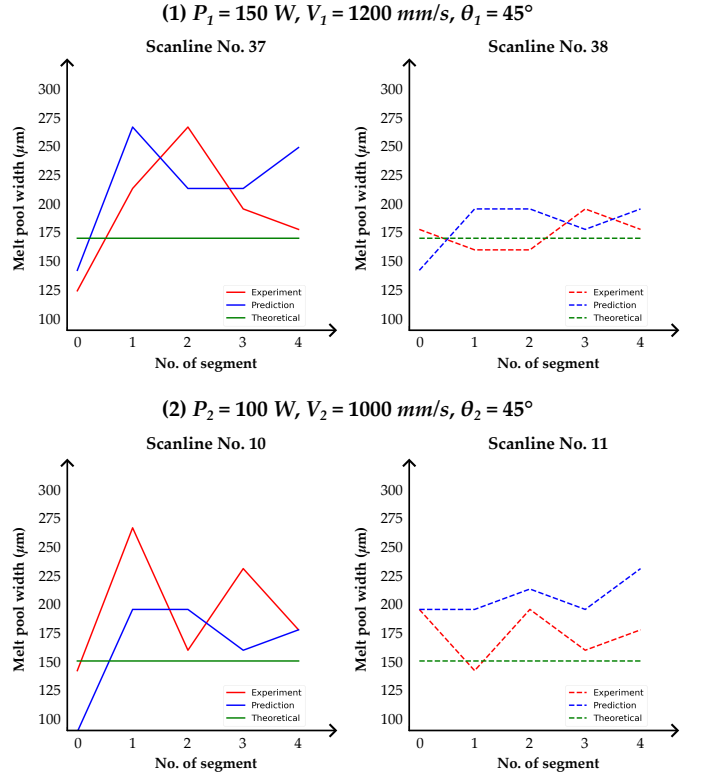 (1) P₁ = 150 W, V₁ = 1200 mm/s, θ₁ = 45°
Scanline No. 37
Melt pool width (μm)
300
275
250
225
200
175
150
125
100
Experiment
Prediction
Theoretical
0 1 2 3 4
No. of segment
Scanline No. 38
Melt pool width (μm)
300
275
250
225
200
175
150
125
100
Experiment
Prediction
Theoretical
0 1 2 3 4
No. of segment
(2) P₂ = 100 W, V₂ = 1000 mm/s, θ₂ = 45°
Scanline No. 10
Melt pool width (μm)
300
275
250
225
200
175
150
125
100
Experiment
Prediction
Theoretical
0 1 2 3 4
No. of segment
Scanline No. 11
Melt pool width (μm)
300
275
250
225
200
175
150
125
100
Experiment
Prediction
Theoretical
0 1 2 3 4
No. of segment